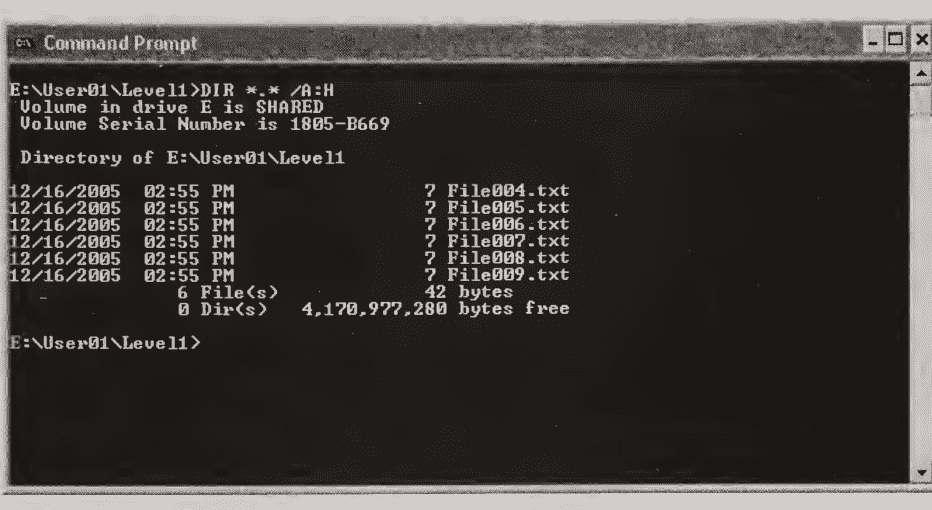 Command Prompt
E:\User01\Level1>DIR *.* /A:H
Volume in drive E is SHARED
Volume Serial Number is 1805-B669
Directory of E:\User01\Level1
12/16/2005  02:55 PM                 7 File004.txt
12/16/2005  02:55 PM                 7 File005.txt
12/16/2005  02:55 PM                 7 File006.txt
12/16/2005  02:55 PM                 7 File007.txt
12/16/2005  02:55 PM                 7 File008.txt
12/16/2005  02:55 PM                 7 File009.txt
6 File(s)             42 bytes
0 Dir(s)   4,170,977,280 bytes free
E:\User01\Level1>